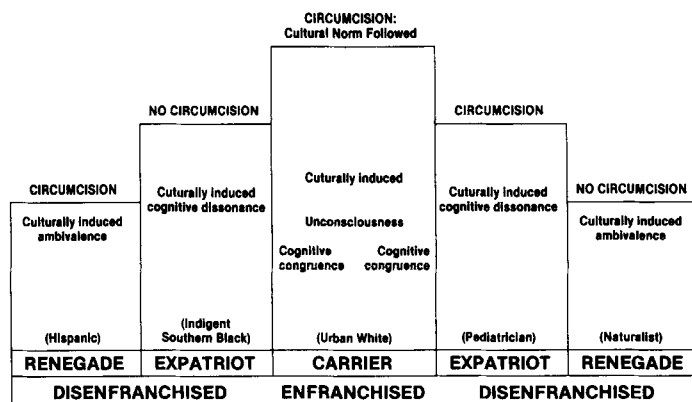 CIRCUMCISION:
Cultural Norm Followed
NO CIRCUMCISION
CIRCUMCISION
CIRCUMCISION
NO CIRCUMCISION
Culturally induced
ambivalence
Cuturally induced
cognitive dissonance
Cuturally induced
Unconsciousness
Cognitive
congruence
Cognitive
congruence
Cuturally induced
cognitive dissonance
Culturally induced
ambivalence
(Hispanic)
(Indigent
Southern Black)
(Urban White)
(Pediatrician)
(Naturalist)
RENEGADE
EXPATRIOT
CARRIER
EXPATRIOT
RENEGADE
DISENFRANCHISED
ENFRANCHISED
DISENFRANCHISED